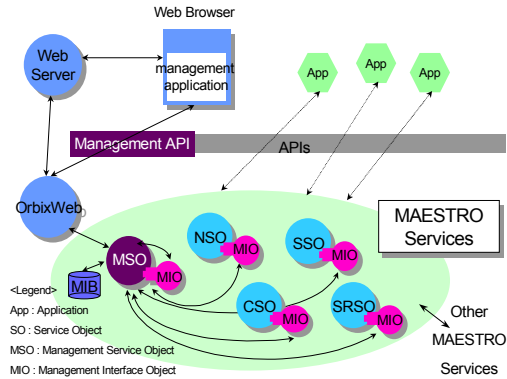 Web Browser
Web
Server
management
application
App
App
App
Management API
APIs
OrbixWeb
MAESTRO
Services
NSO
MIO
SSO
MIO
MSO
MIO
MIB
CSO
MIO
SRSO
MIO
<Legend>
App : Application
SO : Service Object
MSO : Management Service Object
MIO : Management Interface Object
Other
MAESTRO
Services